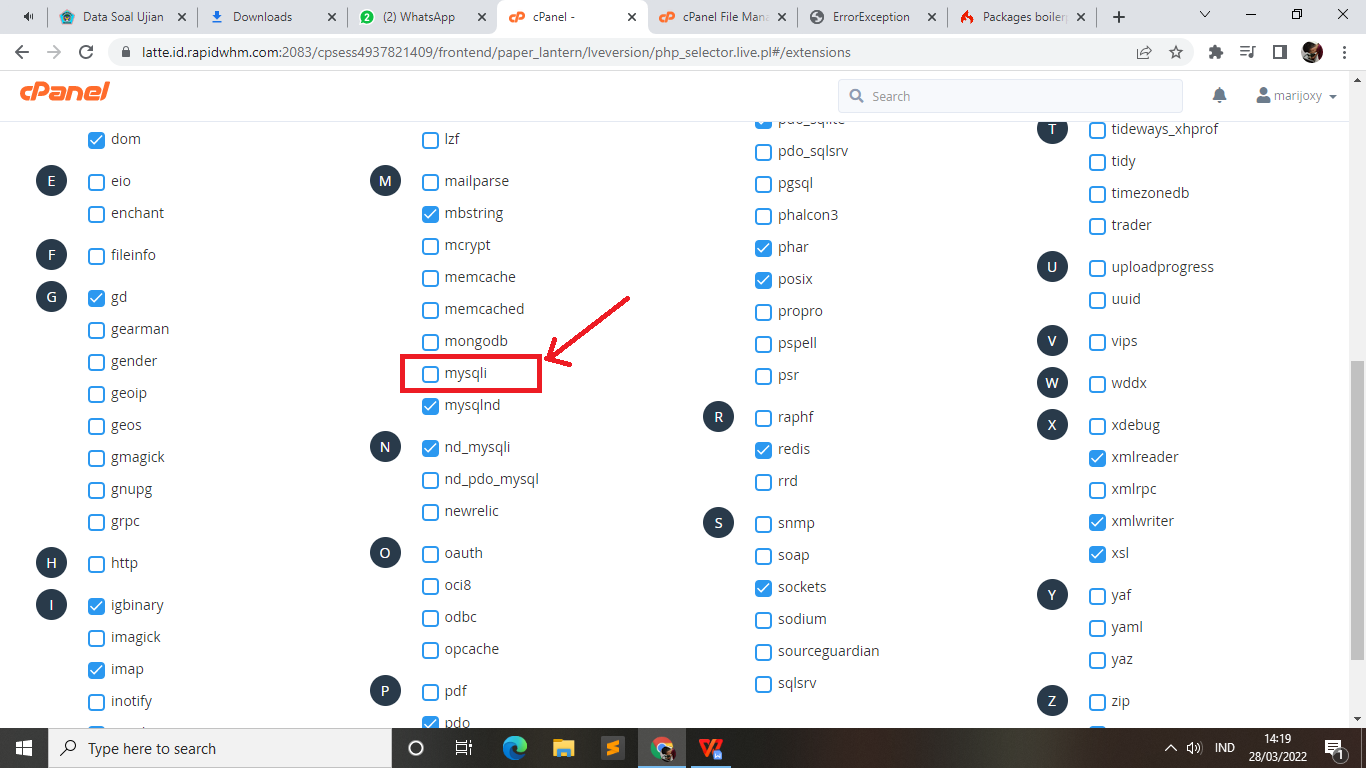 Data Soal Ujian
Downloads
(2) WhatsApp
cPanel -
cPanel File Man
ErrorException
Packages boiler
latte.id.rapidwhm.com:2083/cpsess4937821409/frontend/paper_lantern/lveversion/php_selector.live.pl#/extensions
cPanel
Search
marijoxy
dom
E
eio
enchant
F
fileinfo
G
gd
gearman
gender
geoip
geos
gmagick
gnupg
grpc
H
http
I
igbinary
imagick
imap
inotify
lzf
M
mailparse
mbstring
mcrypt
memcache
memcached
mongodb
mysqli
mysqlnd
N
nd_mysqli
nd_pdo_mysql
newrelic
O
oauth
oci8
odbc
opcache
P
pdf
pdo
pdo_sqlite
pdo_sqlsrv
pgsql
phalcon3
phar
posix
propro
pspell
psr
R
raphf
redis
rrd
S
snmp
soap
sockets
sodium
sourceguardian
sqlsrv
T
tideways_xhprof
tidy
timezonedb
trader
U
uploadprogress
uuid
V
vips
W
wddx
X
xdebug
xmlreader
xmlrpc
xmlwriter
xsl
Y
yaf
yaml
yaz
Z
zip
Type here to search
IND
14:19
28/03/2022
1